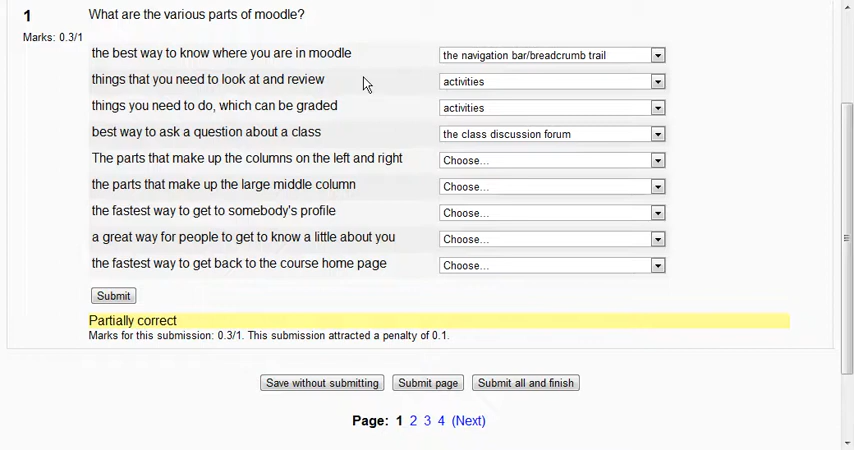 1 What are the various parts of moodle?
Marks: 0.3/1
the best way to know where you are in moodle the navigation bar/breadcrumb trail
things that you need to look at and review activities
things you need to do, which can be graded activities
best way to ask a question about a class the class discussion forum
The parts that make up the columns on the left and right Choose...
the parts that make up the large middle column Choose...
the fastest way to get to somebody's profile Choose...
a great way for people to get to know a little about you Choose...
the fastest way to get back to the course home page Choose...
Submit
Partially correct
Marks for this submission: 0.3/1. This submission attracted a penalty of 0.1.
Save without submitting Submit page Submit all and finish
Page: 1 2 3 4 (Next)